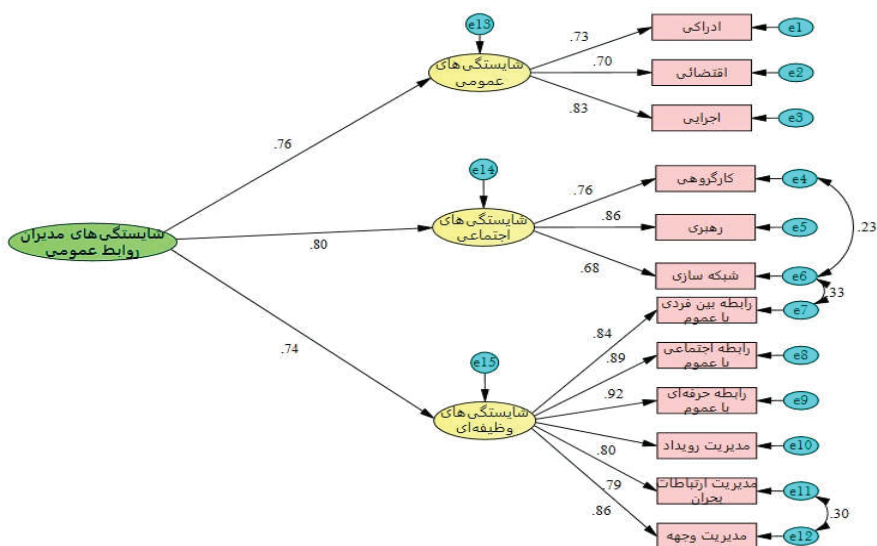 e13
شایستگی‌های
عمومی
.73
ادراکی
e1
.70
اقتضائی
e2
.83
اجرایی
e3
.76
e14
شایستگی‌های
اجتماعی
.76
کارگروهی
e4
.86
رهبری
e5
.23
.68
شبکه سازی
e6
.33
شایستگی‌های مدیران
روابط عمومی
.80
.74
e15
شایستگی‌های
وظیفه‌ای
.84
رابطه بین فردی
با عموم
e7
.89
رابطه اجتماعی
با عموم
e8
.92
رابطه حرفه‌ای
با عموم
e9
مدیریت رویداد
e10
.80
مدیریت ارتباطات
بحران
e11
.79
.30
.86
مدیریت وجهه
e12